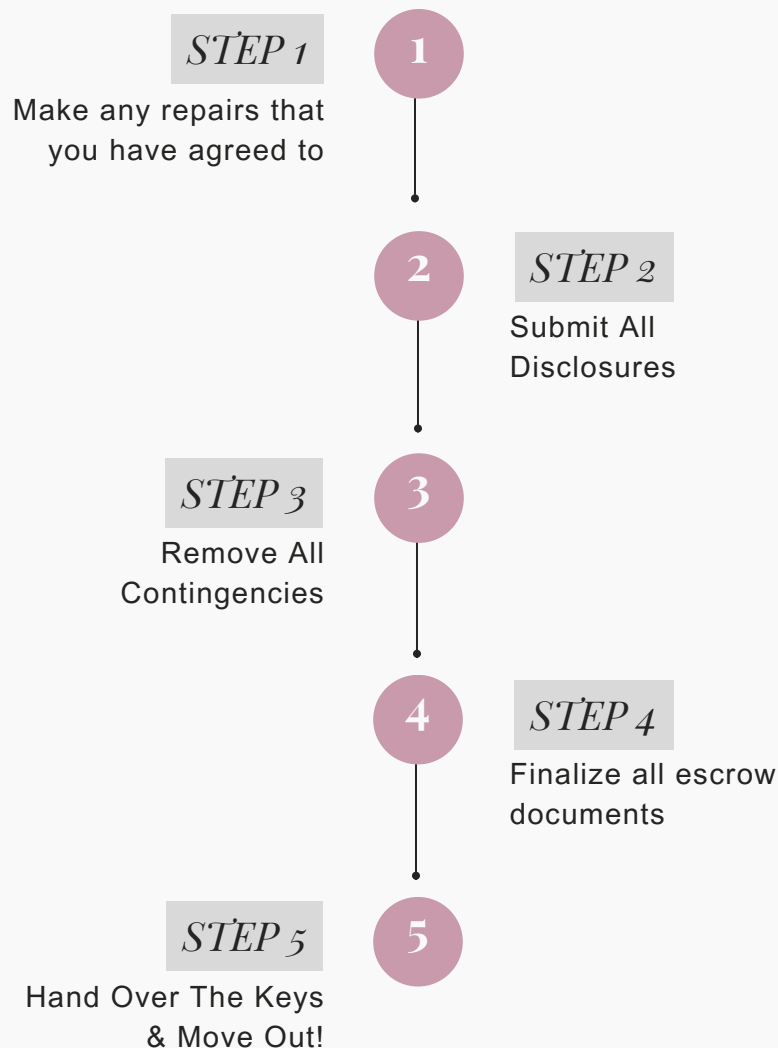 STEP 1
1
Make any repairs that
you have agreed to
2
STEP 2
Submit All
Disclosures
STEP 3
3
Remove All
Contingencies
4
STEP 4
Finalize all escrow
documents
STEP 5
5
Hand Over The Keys
& Move Out!